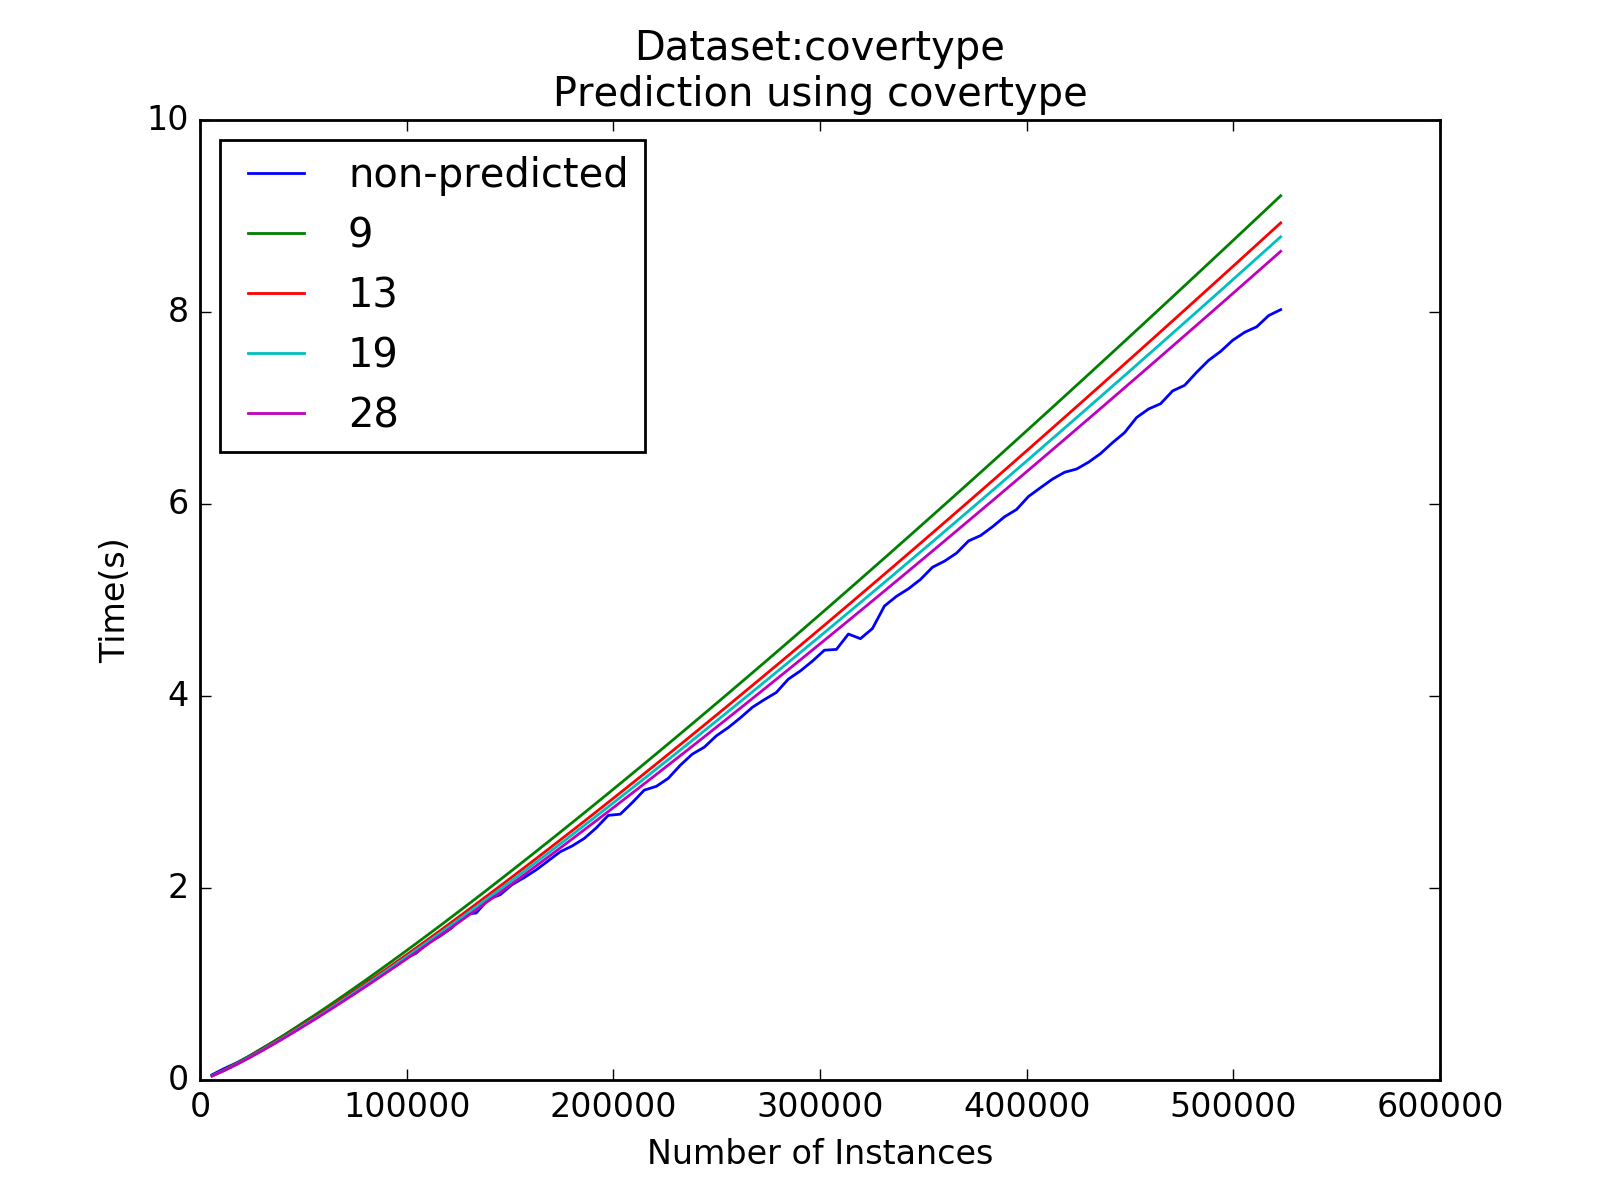 Dataset:covertype
Prediction using covertype
10
8
6
4
2
0
Time(s)
non-predicted
9
13
19
28
0 100000 200000 300000 400000 500000 600000
Number of Instances